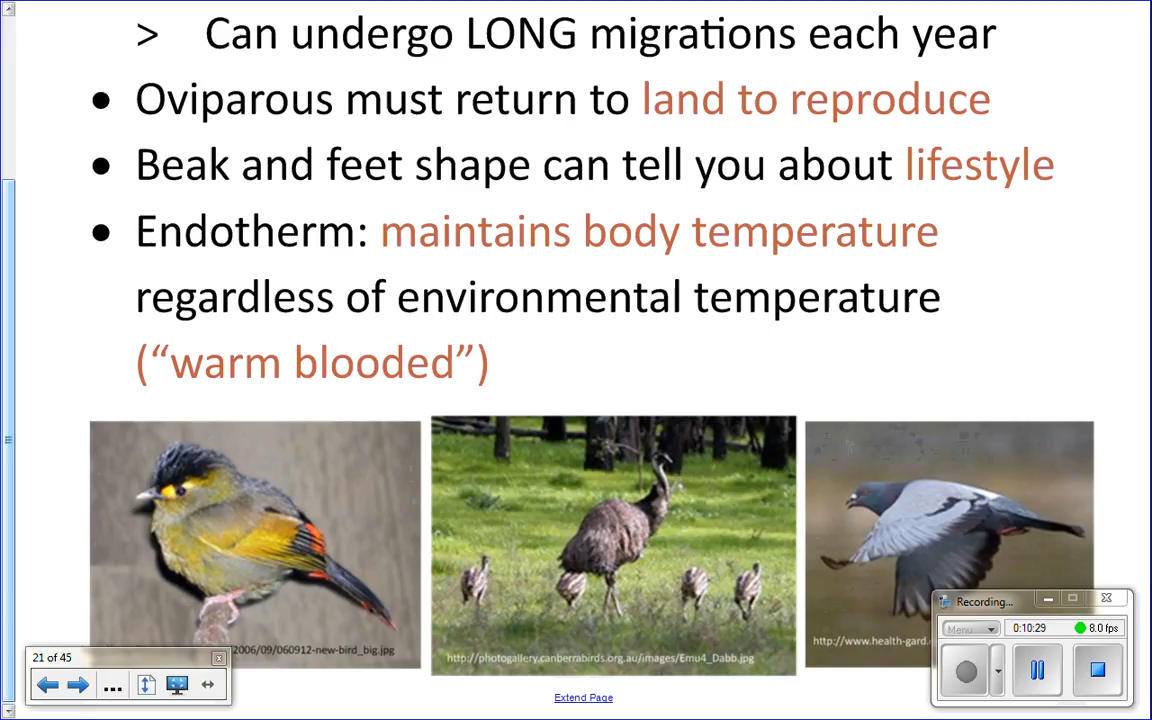 > Can undergo LONG migrations each year
• Oviparous must return to land to reproduce
• Beak and feet shape can tell you about lifestyle
• Endotherm: maintains body temperature
regardless of environmental temperature
(“warm blooded”)
2006/09/060912-new-bird_big.jpg
http://photogallery.canberrabirds.org.au/images/Emu4_Dabb.jpg
http://www.health-gard
Recording...
Menu
0:10:29
8.0 fps
21 of 45
...
Extend Page